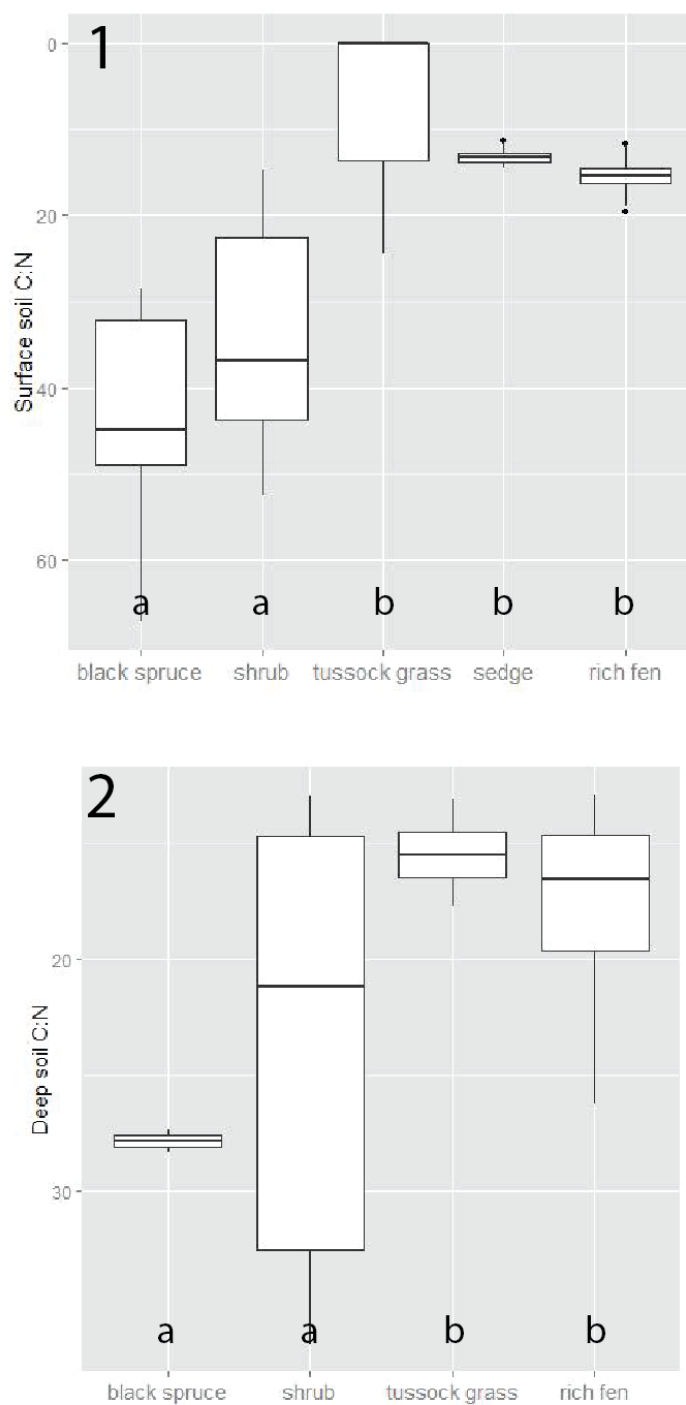 1
0
20
Surface soil C:N
40
60
a a b b b
black spruce shrub tussock grass sedge rich fen
2
20
Deep soil C:N
30
a a b b
black spruce shrub tussock grass rich fen